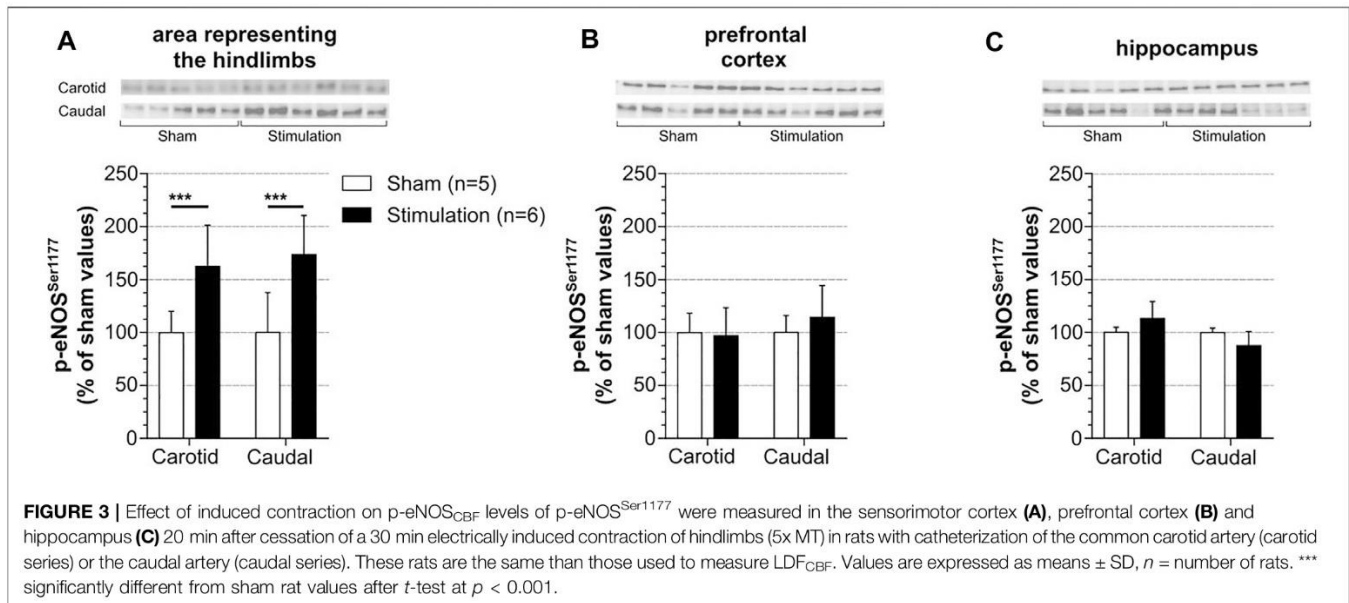 A
area representing
the hindlimbs
Carotid
Caudal
Sham
Stimulation
250
200
150
100
50
0
p-eNOS^Ser1177
(% of sham values)
***
***
Sham (n=5)
Stimulation (n=6)
Carotid
Caudal
B
prefrontal
cortex
Sham
Stimulation
250
200
150
100
50
0
p-eNOS^Ser1177
(% of sham values)
Carotid
Caudal
C
hippocampus
Sham
Stimulation
250
200
150
100
50
0
p-eNOS^Ser1177
(% of sham values)
Carotid
Caudal
FIGURE 3 | Effect of induced contraction on p-eNOS_CBF levels of p-eNOS^Ser1177 were measured in the sensorimotor cortex (A), prefrontal cortex (B) and
hippocampus (C) 20 min after cessation of a 30 min electrically induced contraction of hindlimbs (5x MT) in rats with catheterization of the common carotid artery (carotid
series) or the caudal artery (caudal series). These rats are the same than those used to measure LDF_CBF. Values are expressed as means ± SD, n = number of rats. ***
significantly different from sham rat values after t-test at p < 0.001.